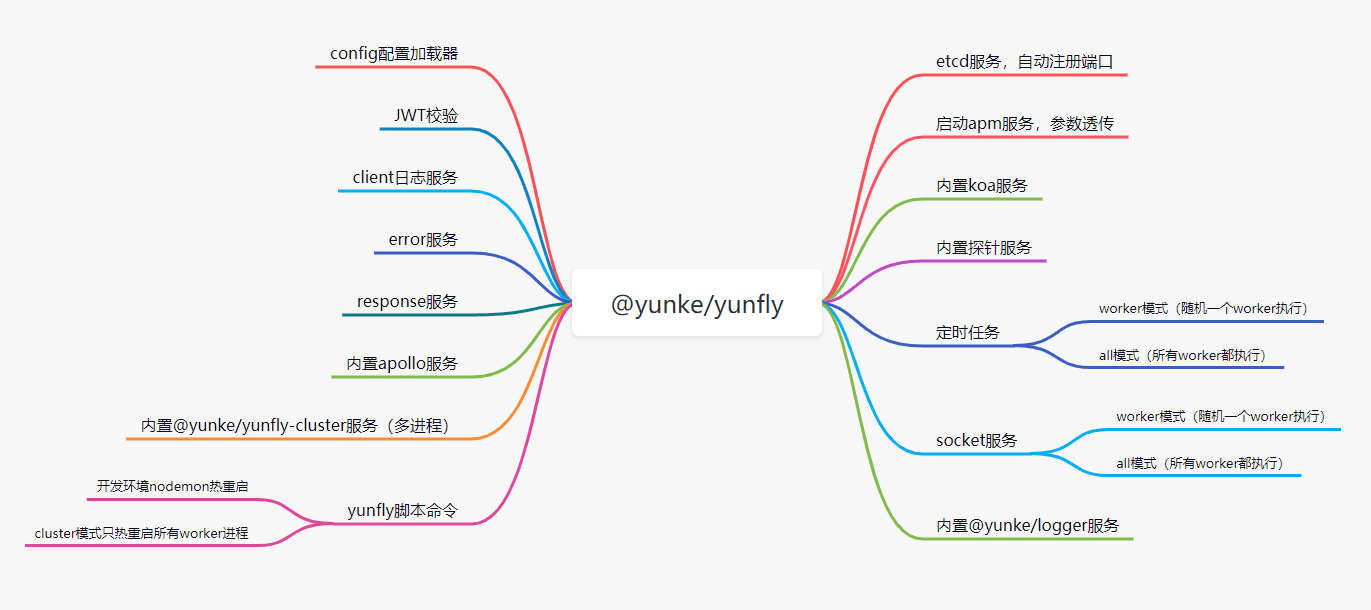 @yunke/yunfly
config配置加载器
JWT校验
client日志服务
error服务
response服务
内置apollo服务
内置@yunke/yunfly-cluster服务（多进程）
yunfly脚本命令
开发环境nodemon热重启
cluster模式只热重启所有worker进程
etcd服务，自动注册端口
启动apm服务，参数透传
内置koa服务
内置探针服务
定时任务
worker模式（随机一个worker执行）
all模式（所有worker都执行）
socket服务
worker模式（随机一个worker执行）
all模式（所有worker都执行）
内置@yunke/logger服务